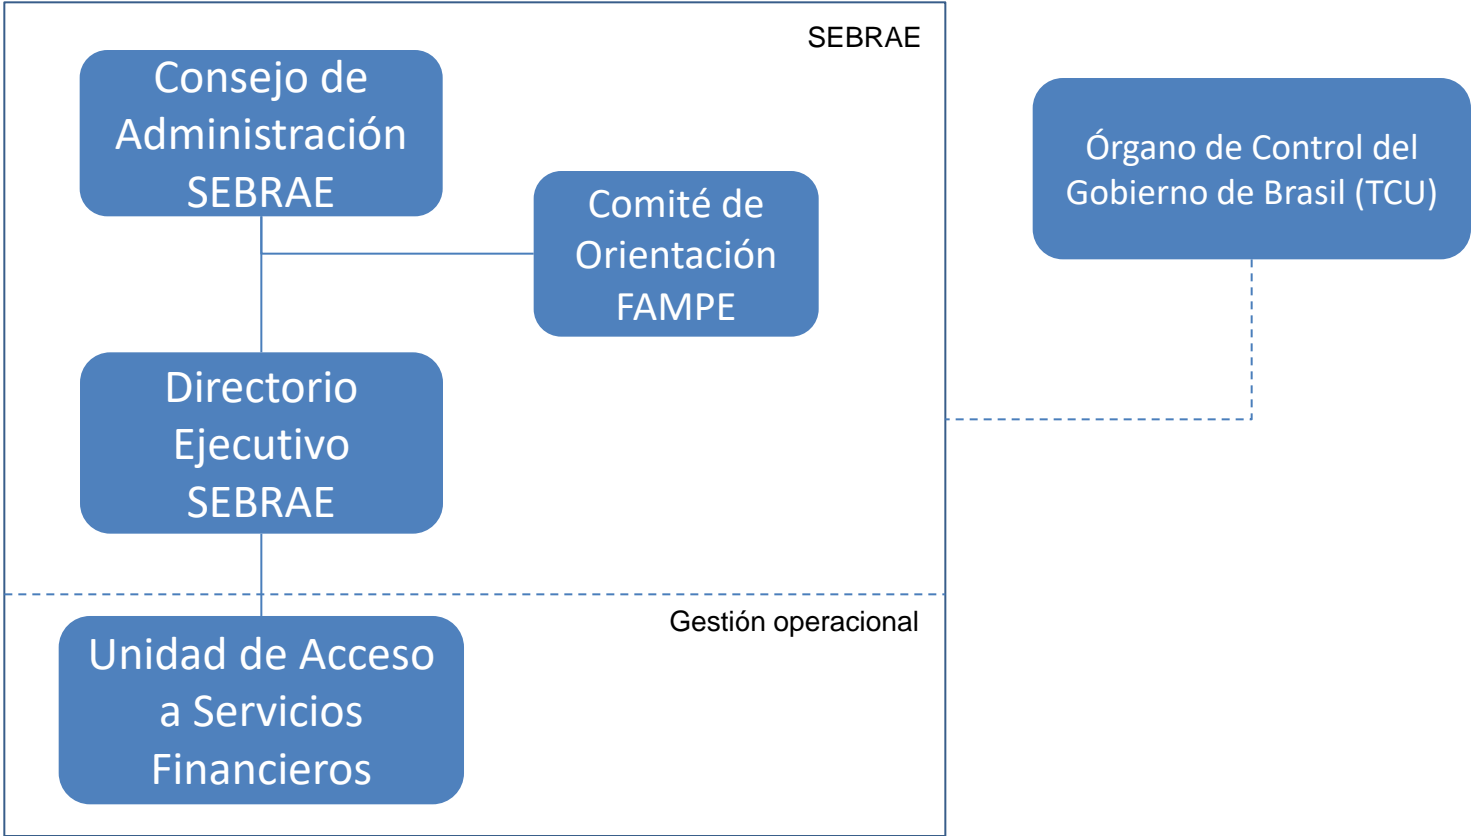 SEBRAE
Consejo de
Administración
SEBRAE
Comité de
Orientación
FAMPE
Órgano de Control del
Gobierno de Brasil (TCU)
Directorio
Ejecutivo
SEBRAE
Gestión operacional
Unidad de Acceso
a Servicios
Financieros